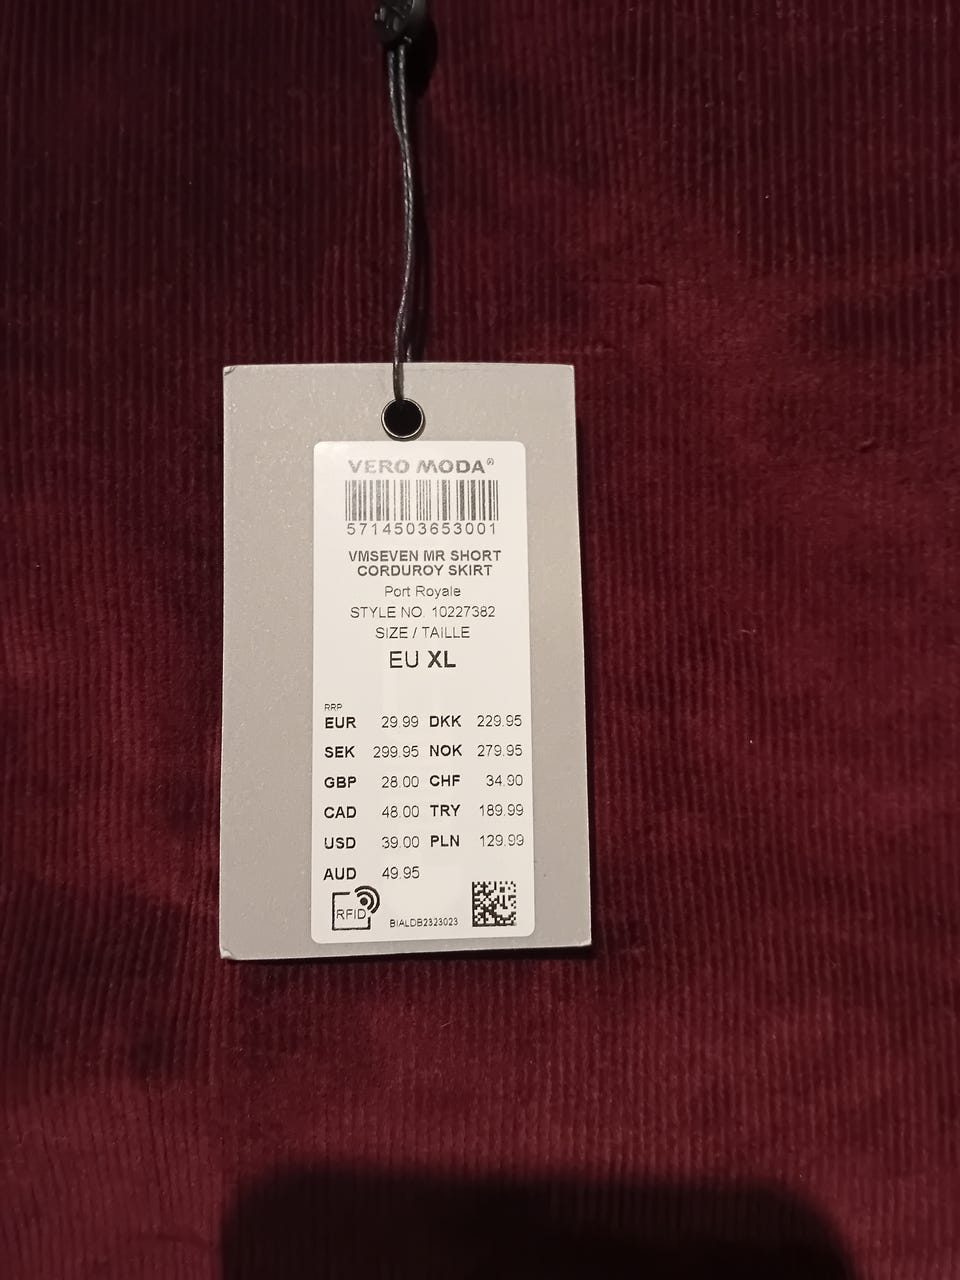 VERO MODA®
5714503653001
VMSEVEN MR SHORT
CORDUROY SKIRT
Port Royale
STYLE NO. 10227382
SIZE / TAILLE
EU XL
RRP
EUR 29.99 DKK 229.95
SEK 299.95 NOK 279.95
GBP 28.00 CHF 34.90
CAD 48.00 TRY 189.99
USD 39.00 PLN 129.99
AUD 49.95
RFID
BIALDB2323023